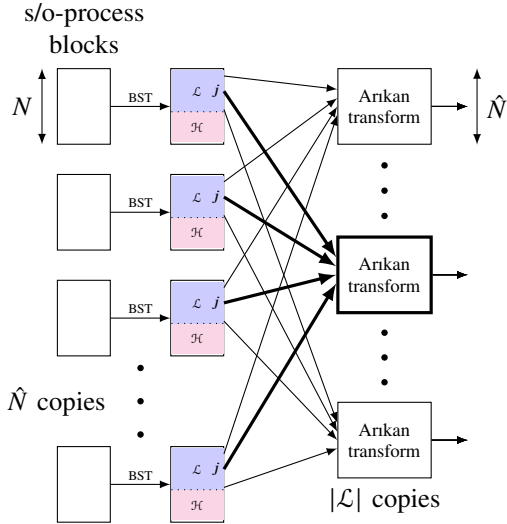 s/o-process
blocks
N
BST
ℒ j
ℋ
Arıkan
transform
N̂
BST
ℒ j
ℋ
BST
ℒ j
ℋ
Arıkan
transform
N̂ copies
BST
ℒ j
ℋ
Arıkan
transform
|ℒ| copies